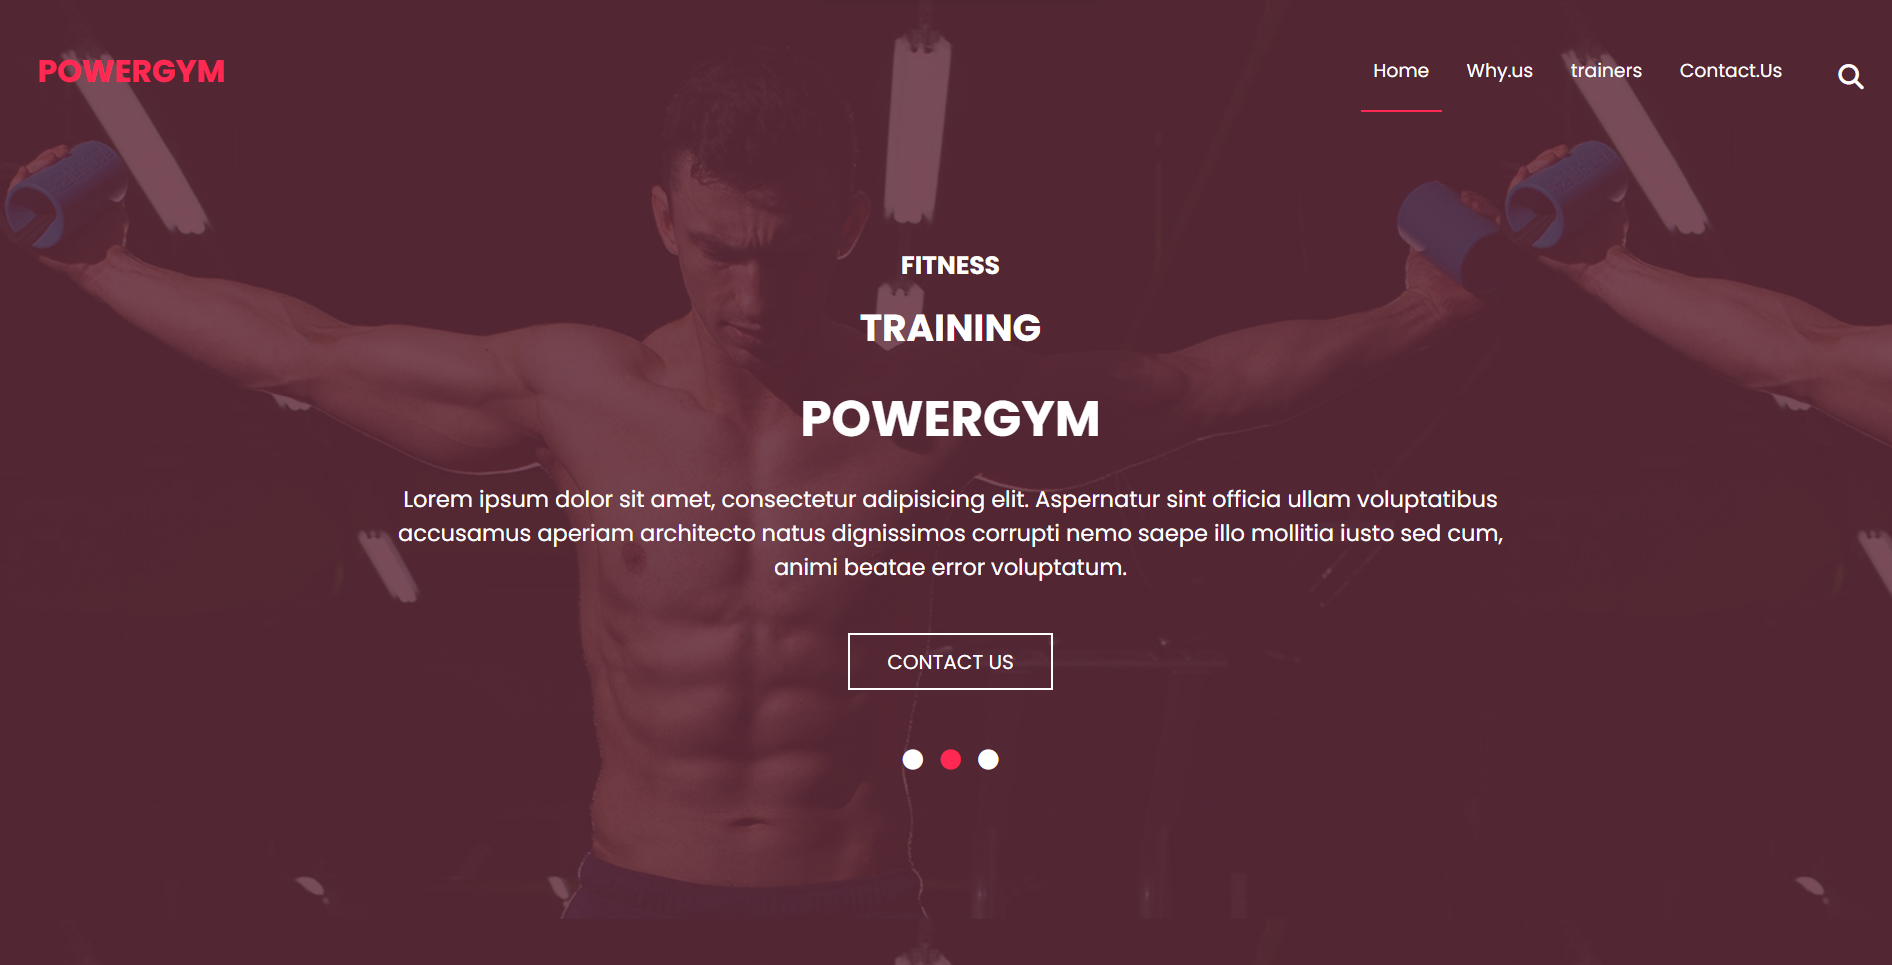 POWERGYM
Home Why.us trainers Contact.Us
FITNESS
TRAINING
POWERGYM
Lorem ipsum dolor sit amet, consectetur adipisicing elit. Aspernatur sint officia ullam voluptatibus
accusamus aperiam architecto natus dignissimos corrupti nemo saepe illo mollitia iusto sed cum,
animi beatae error voluptatum.
CONTACT US